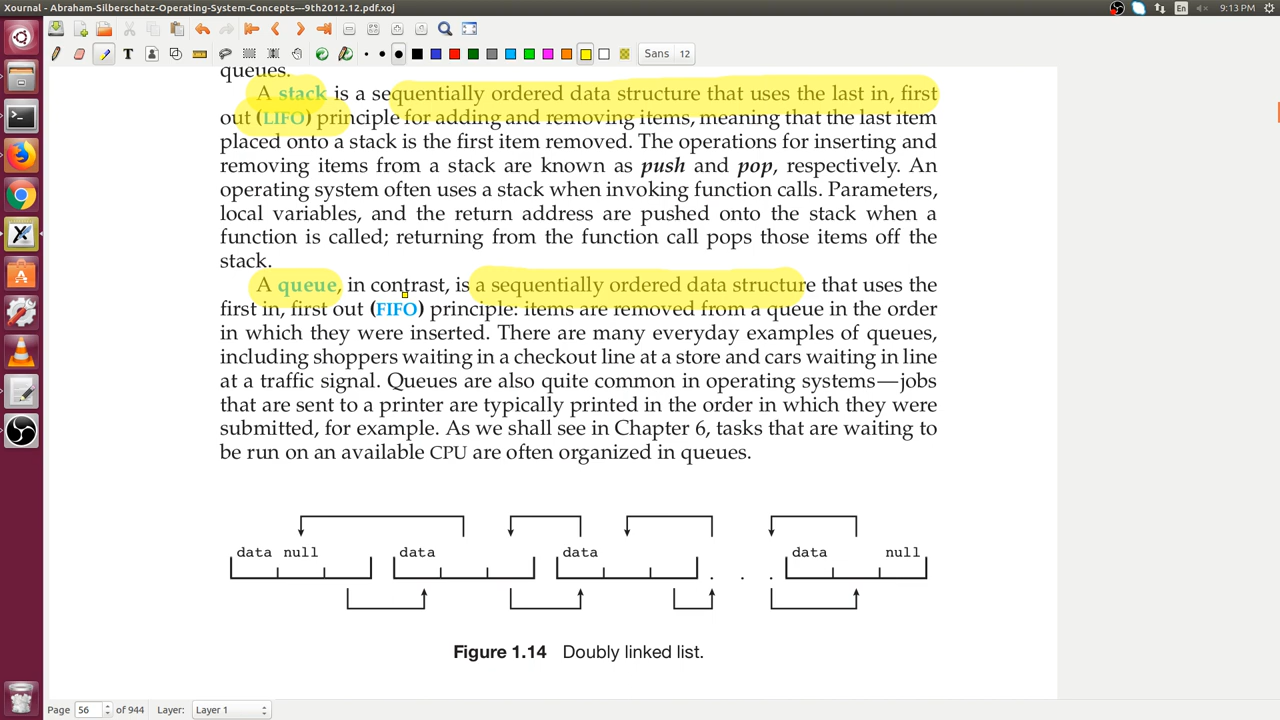 Xournal - Abraham-Silberschatz-Operating-System-Concepts---9th2012.12.pdf.xoj
En
9:13 PM
Sans 12
queues.
A stack is a sequentially ordered data structure that uses the last in, first
out (LIFO) principle for adding and removing items, meaning that the last item
placed onto a stack is the first item removed. The operations for inserting and
removing items from a stack are known as push and pop, respectively. An
operating system often uses a stack when invoking function calls. Parameters,
local variables, and the return address are pushed onto the stack when a
function is called; returning from the function call pops those items off the
stack.
A queue, in contrast, is a sequentially ordered data structure that uses the
first in, first out (FIFO) principle: items are removed from a queue in the order
in which they were inserted. There are many everyday examples of queues,
including shoppers waiting in a checkout line at a store and cars waiting in line
at a traffic signal. Queues are also quite common in operating systems—jobs
that are sent to a printer are typically printed in the order in which they were
submitted, for example. As we shall see in Chapter 6, tasks that are waiting to
be run on an available CPU are often organized in queues.
data null data data data null
. . .
Figure 1.14 Doubly linked list.
Page 56 of 944 Layer: Layer 1